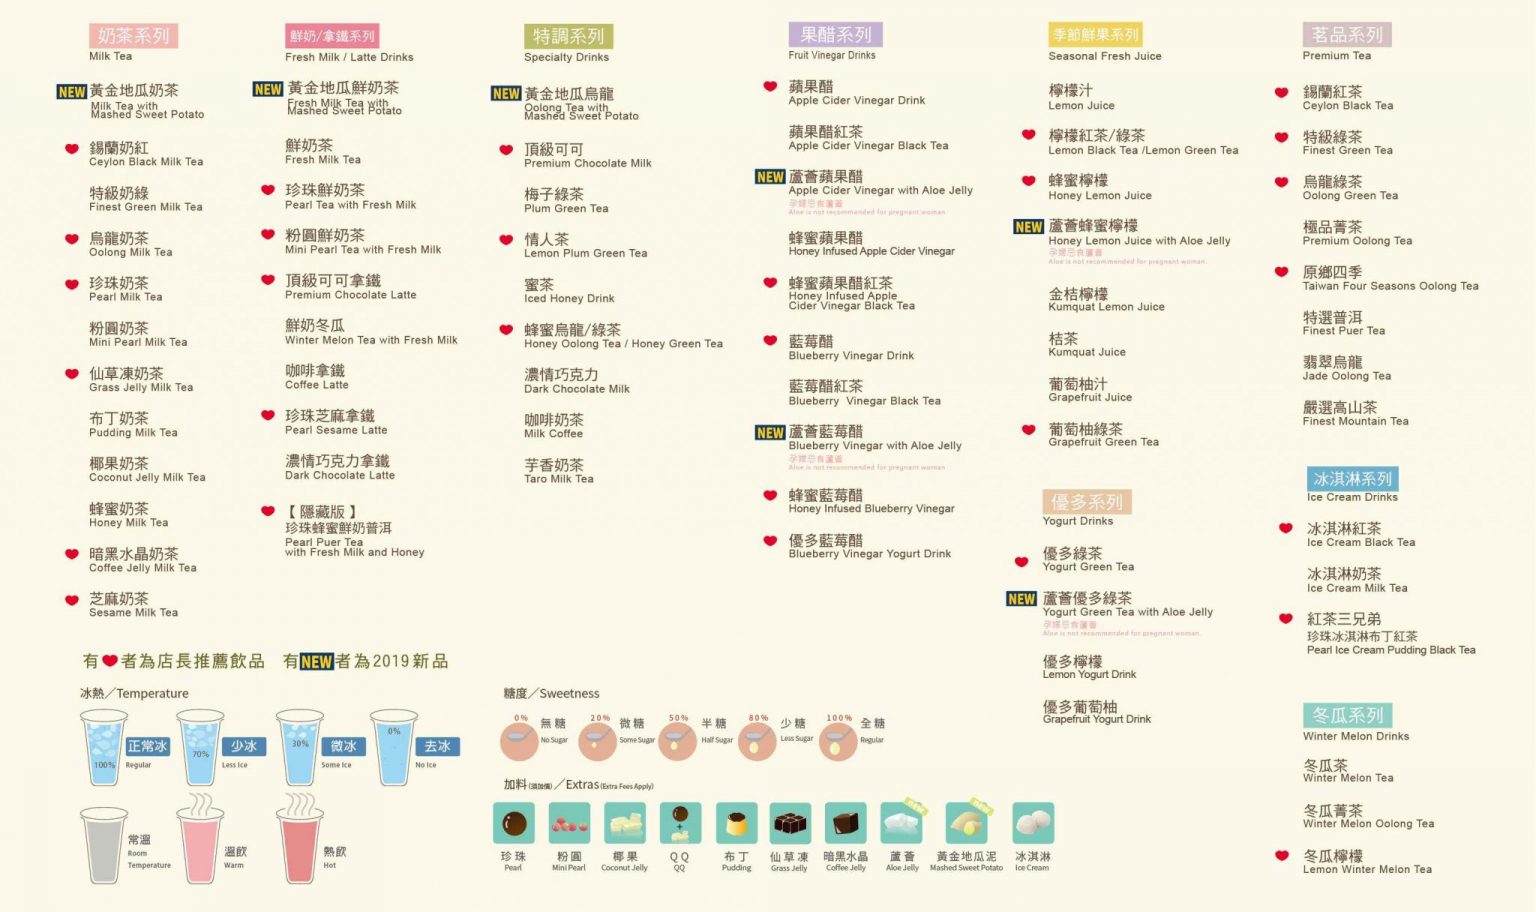 奶茶系列
Milk Tea
NEW 黃金地瓜奶茶
Milk Tea with
Mashed Sweet Potato
錫蘭奶紅
Ceylon Black Milk Tea
特級奶綠
Finest Green Milk Tea
烏龍奶茶
Oolong Milk Tea
珍珠奶茶
Pearl Milk Tea
粉圓奶茶
Mini Pearl Milk Tea
仙草凍奶茶
Grass Jelly Milk Tea
布丁奶茶
Pudding Milk Tea
椰果奶茶
Coconut Jelly Milk Tea
蜂蜜奶茶
Honey Milk Tea
暗黑水晶奶茶
Coffee Jelly Milk Tea
芝麻奶茶
Sesame Milk Tea
鮮奶/拿鐵系列
Fresh Milk / Latte Drinks
NEW 黃金地瓜鮮奶茶
Fresh Milk Tea with
Mashed Sweet Potato
鮮奶茶
Fresh Milk Tea
珍珠鮮奶茶
Pearl Tea with Fresh Milk
粉圓鮮奶茶
Mini Pearl Tea with Fresh Milk
頂級可可拿鐵
Premium Chocolate Latte
鮮奶冬瓜
Winter Melon Tea with Fresh Milk
咖啡拿鐵
Coffee Latte
珍珠芝麻拿鐵
Pearl Sesame Latte
濃情巧克力拿鐵
Dark Chocolate Latte
【 隱藏版 】
珍珠蜂蜜鮮奶普洱
Pearl Puer Tea
with Fresh Milk and Honey
特調系列
Specialty Drinks
NEW 黃金地瓜烏龍
Oolong Tea with
Mashed Sweet Potato
頂級可可
Premium Chocolate Milk
梅子綠茶
Plum Green Tea
情人茶
Lemon Plum Green Tea
蜜茶
Iced Honey Drink
蜂蜜烏龍/綠茶
Honey Oolong Tea / Honey Green Tea
濃情巧克力
Dark Chocolate Milk
咖啡奶茶
Milk Coffee
芋香奶茶
Taro Milk Tea
果醋系列
Fruit Vinegar Drinks
蘋果醋
Apple Cider Vinegar Drink
蘋果醋紅茶
Apple Cider Vinegar Black Tea
NEW 蘆薈蘋果醋
Apple Cider Vinegar with Aloe Jelly
孕婦忌食蘆薈
Aloe is not recommended for pregnant woman.
蜂蜜蘋果醋
Honey Infused Apple Cider Vinegar
蜂蜜蘋果醋紅茶
Honey Infused Apple
Cider Vinegar Black Tea
藍莓醋
Blueberry Vinegar Drink
藍莓醋紅茶
Blueberry Vinegar Black Tea
NEW 蘆薈藍莓醋
Blueberry Vinegar with Aloe Jelly
孕婦忌食蘆薈
Aloe is not recommended for pregnant woman.
蜂蜜藍莓醋
Honey Infused Blueberry Vinegar
優多藍莓醋
Blueberry Vinegar Yogurt Drink
季節鮮果系列
Seasonal Fresh Juice
檸檬汁
Lemon Juice
檸檬紅茶/綠茶
Lemon Black Tea /Lemon Green Tea
蜂蜜檸檬
Honey Lemon Juice
NEW 蘆薈蜂蜜檸檬
Honey Lemon Juice with Aloe Jelly
孕婦忌食蘆薈
Aloe is not recommended for pregnant woman.
金桔檸檬
Kumquat Lemon Juice
桔茶
Kumquat Juice
葡萄柚汁
Grapefruit Juice
葡萄柚綠茶
Grapefruit Green Tea
優多系列
Yogurt Drinks
優多綠茶
Yogurt Green Tea
NEW 蘆薈優多綠茶
Yogurt Green Tea with Aloe Jelly
孕婦忌食蘆薈
Aloe is not recommended for pregnant woman.
優多檸檬
Lemon Yogurt Drink
優多葡萄柚
Grapefruit Yogurt Drink
茗品系列
Premium Tea
錫蘭紅茶
Ceylon Black Tea
特級綠茶
Finest Green Tea
烏龍綠茶
Oolong Green Tea
極品菁茶
Premium Oolong Tea
原鄉四季
Taiwan Four Seasons Oolong Tea
特選普洱
Finest Puer Tea
翡翠烏龍
Jade Oolong Tea
嚴選高山茶
Finest Mountain Tea
冰淇淋系列
Ice Cream Drinks
冰淇淋紅茶
Ice Cream Black Tea
冰淇淋奶茶
Ice Cream Milk Tea
紅茶三兄弟
珍珠冰淇淋布丁紅茶
Pearl Ice Cream Pudding Black Tea
冬瓜系列
Winter Melon Drinks
冬瓜茶
Winter Melon Tea
冬瓜菁茶
Winter Melon Oolong Tea
冬瓜檸檬
Lemon Winter Melon Tea
有❤者為店長推薦飲品 有NEW者為2019新品
冰熱／Temperature
100% 正常冰 Regular
70% 少冰 Less Ice
30% 微冰 Some Ice
0% 去冰 No Ice
常溫 Room Temperature
溫飲 Warm
熱飲 Hot
糖度／Sweetness
0% 無糖 No Sugar
20% 微糖 Some Sugar
50% 半糖 Half Sugar
80% 少糖 Less Sugar
100% 全糖 Regular
加料(須加價)／Extras(Extra Fees Apply)
珍珠 Pearl
粉圓 Mini Pearl
椰果 Coconut Jelly
QQ QQ
布丁 Pudding
仙草凍 Grass Jelly
暗黑水晶 Coffee Jelly
NEW 蘆薈 Aloe Jelly
NEW 黃金地瓜泥 Mashed Sweet Potato
冰淇淋 Ice Cream